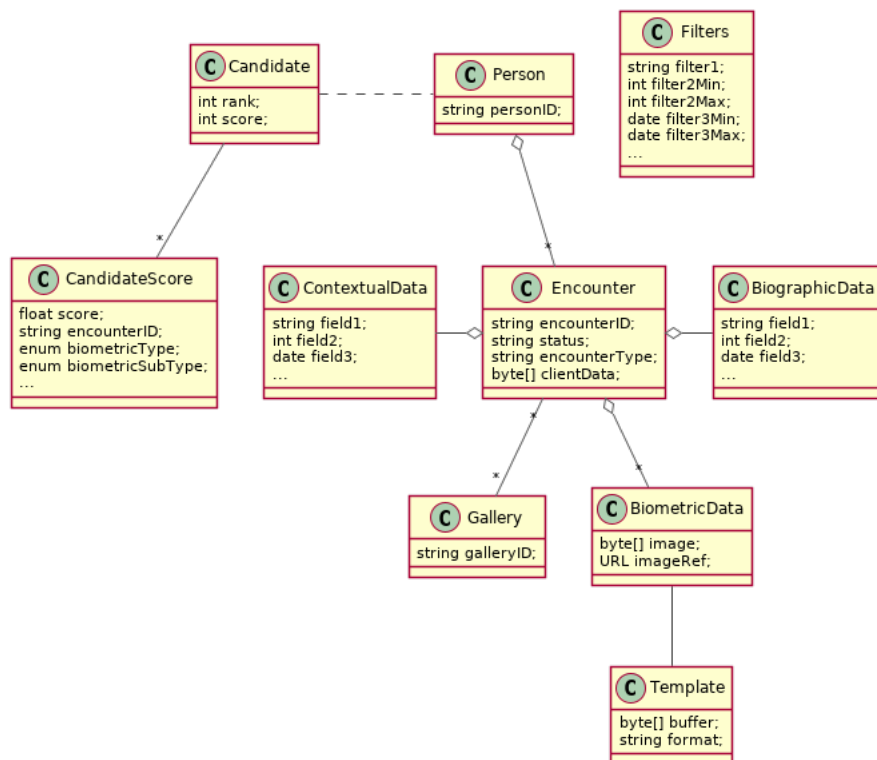 C Candidate
int rank;
int score;
C Person
string personID;
C Filters
string filter1;
int filter2Min;
int filter2Max;
date filter3Min;
date filter3Max;
...
*
*
C CandidateScore
float score;
string encounterID;
enum biometricType;
enum biometricSubType;
...
C ContextualData
string field1;
int field2;
date field3;
...
C Encounter
string encounterID;
string status;
string encounterType;
byte[] clientData;
C BiographicData
string field1;
int field2;
date field3;
...
*
*
*
C Gallery
string galleryID;
C BiometricData
byte[] image;
URL imageRef;
C Template
byte[] buffer;
string format;